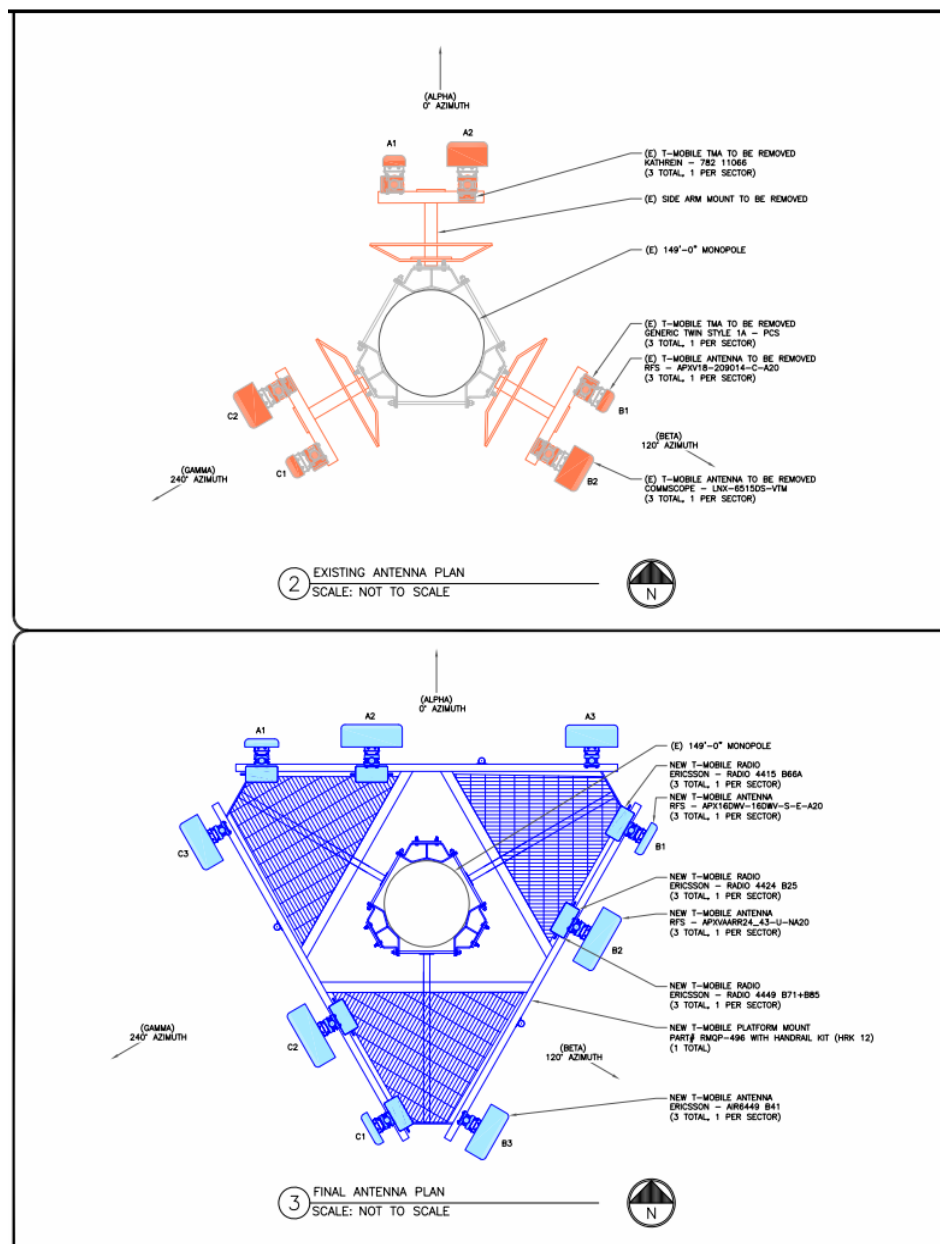 (ALPHA)
0° AZIMUTH
A1
A2
(E) T-MOBILE TMA TO BE REMOVED
KATHREIN - 782 11066
(3 TOTAL, 1 PER SECTOR)
(E) SIDE ARM MOUNT TO BE REMOVED
(E) 149'-0" MONOPOLE
(E) T-MOBILE TMA TO BE REMOVED
GENERIC TWIN STYLE 1A - PCS
(3 TOTAL, 1 PER SECTOR)
(E) T-MOBILE ANTENNA TO BE REMOVED
RFS - APXV18-209014-C-A20
(3 TOTAL, 1 PER SECTOR)
C2
B1
C1
(BETA)
120° AZIMUTH
(GAMMA)
240° AZIMUTH
B2
(E) T-MOBILE ANTENNA TO BE REMOVED
COMMSCOPE - LNX-6515DS-VTM
(3 TOTAL, 1 PER SECTOR)
2
EXISTING ANTENNA PLAN
SCALE: NOT TO SCALE
N
(ALPHA)
0° AZIMUTH
A1
A2
A3
(E) 149'-0" MONOPOLE
NEW T-MOBILE RADIO
ERICSSON - RADIO 4415 B66A
(3 TOTAL, 1 PER SECTOR)
NEW T-MOBILE ANTENNA
RFS - APX16DWV-16DWV-S-E-A20
(3 TOTAL, 1 PER SECTOR)
C3
B1
NEW T-MOBILE RADIO
ERICSSON - RADIO 4424 B25
(3 TOTAL, 1 PER SECTOR)
NEW T-MOBILE ANTENNA
RFS - APXVAARR24_43-U-NA20
(3 TOTAL, 1 PER SECTOR)
B2
NEW T-MOBILE RADIO
ERICSSON - RADIO 4449 B71+B85
(3 TOTAL, 1 PER SECTOR)
NEW T-MOBILE PLATFORM MOUNT
PART# RMQP-496 WITH HANDRAIL KIT (HRK 12)
(1 TOTAL)
(GAMMA)
240° AZIMUTH
C2
(BETA)
120° AZIMUTH
NEW T-MOBILE ANTENNA
ERICSSON - AIR6449 B41
(3 TOTAL, 1 PER SECTOR)
C1
B3
3
FINAL ANTENNA PLAN
SCALE: NOT TO SCALE
N